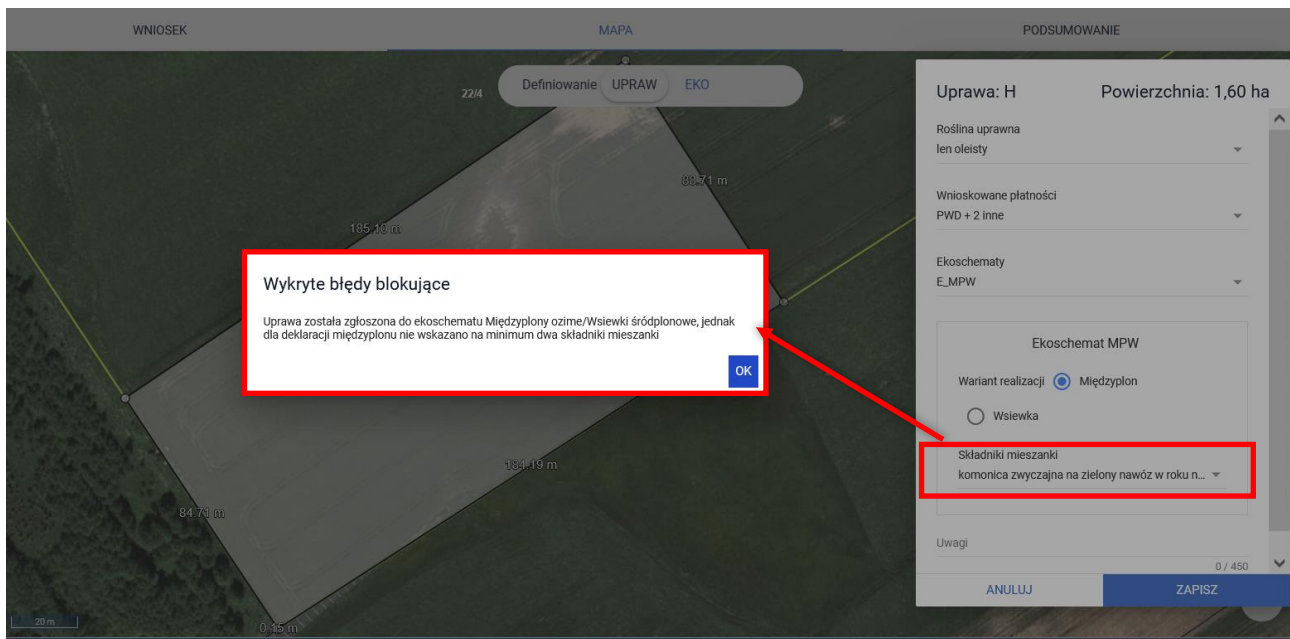 WNIOSEK
MAPA
PODSUMOWANIE
Definiowanie UPRAW EKO
22/4
83.71 m
185.10 m
184.19 m
84.71 m
0.15 m
20 m
Wykryte błędy blokujące
Uprawa została zgłoszona do ekoschematu Międzyplony ozime/Wsiewki śródplonowe, jednak
dla deklaracji międzyplonu nie wskazano na minimum dwa składniki mieszanki
OK
Uprawa: H Powierzchnia: 1,60 ha
Roślina uprawna
len oleisty
Wnioskowane płatności
PWD + 2 inne
Ekoschematy
E_MPW
Ekoschemat MPW
Wariant realizacji Międzyplon
Wsiewka
Składniki mieszanki
komonica zwyczajna na zielony nawóz w roku n...
Uwagi
0 / 450
ANULUJ ZAPISZ